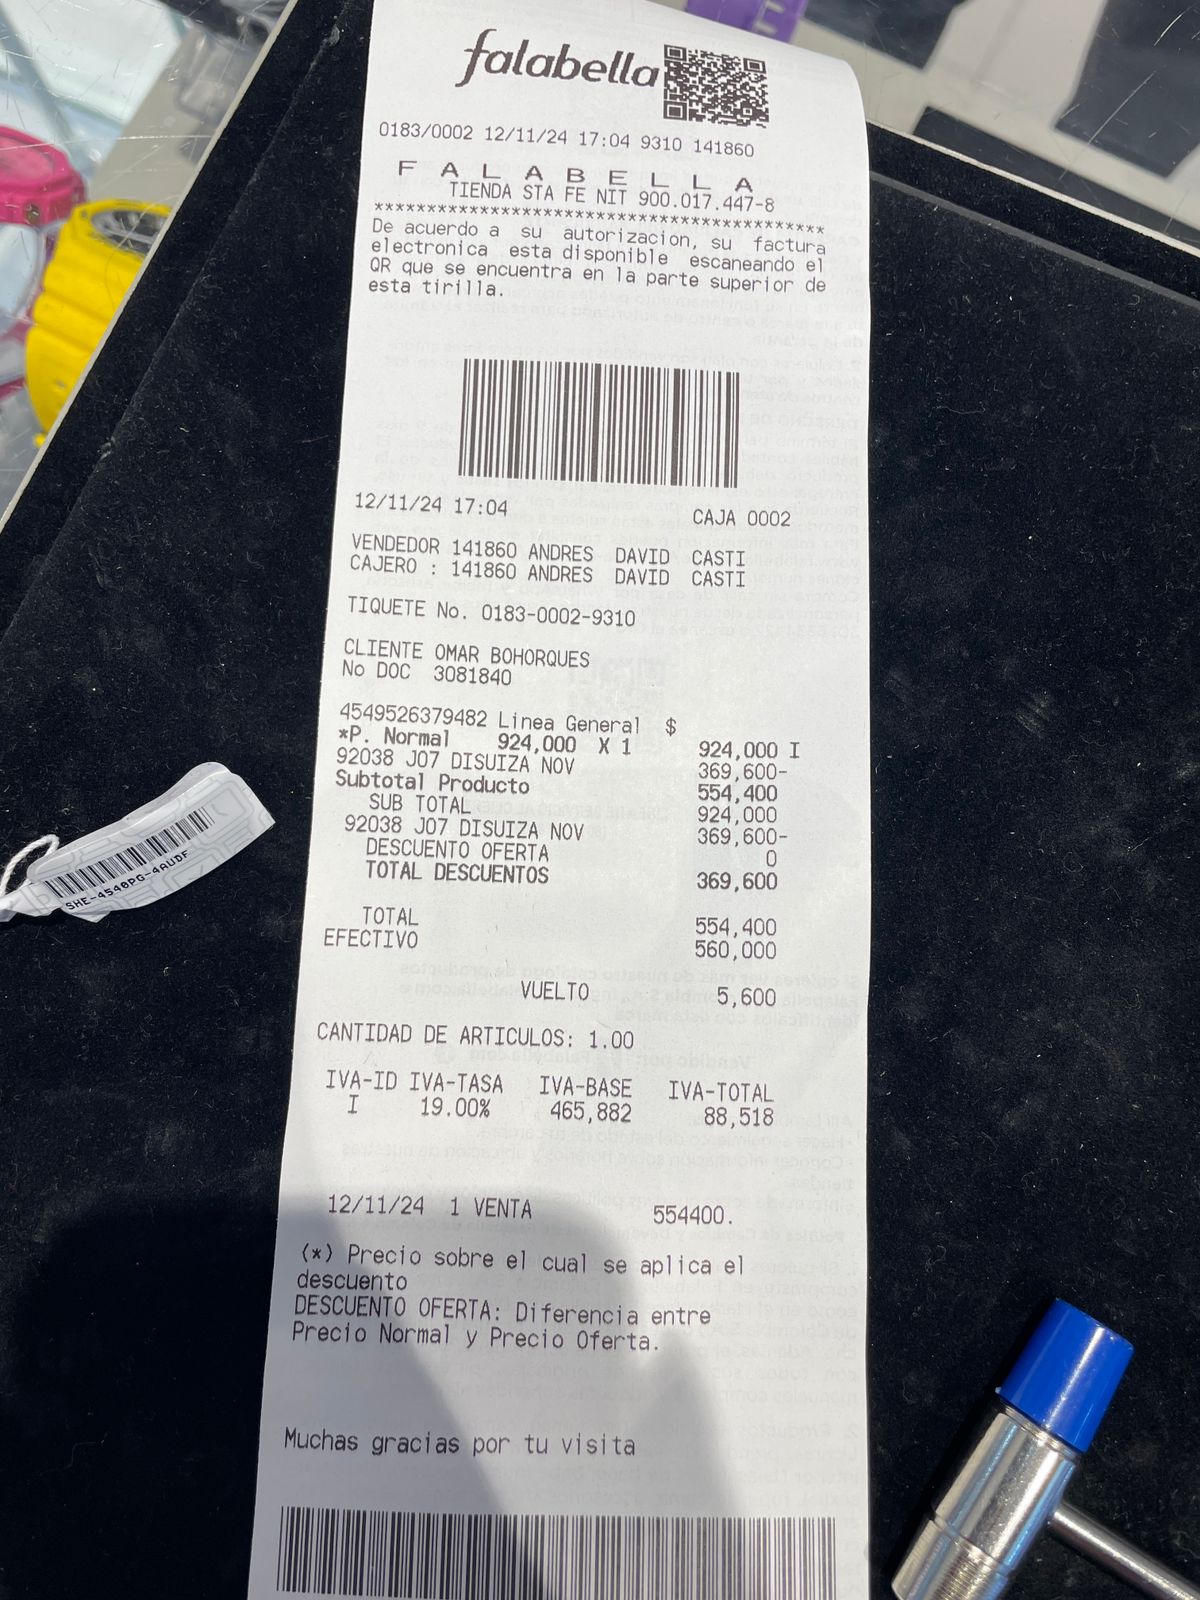 falabella
0183/0002 12/11/24 17:04 9310 141860
F A L A B E L L A
TIENDA STA FE NIT 900.017.447-8
*******************************************
De acuerdo a su autorizacion, su factura
electronica esta disponible escaneando el
QR que se encuentra en la parte superior de
esta tirilla.
12/11/24 17:04 CAJA 0002
VENDEDOR 141860 ANDRES DAVID CASTI
CAJERO : 141860 ANDRES DAVID CASTI
TIQUETE No. 0183-0002-9310
CLIENTE OMAR BOHORQUES
No DOC 3081840
4549526379482 Linea General $
*P. Normal 924,000 X 1 924,000 I
92038 J07 DISUIZA NOV 369,600-
Subtotal Producto 554,400
SUB TOTAL 924,000
92038 J07 DISUIZA NOV 369,600-
DESCUENTO OFERTA 0
TOTAL DESCUENTOS 369,600
TOTAL 554,400
EFECTIVO 560,000
VUELTO 5,600
CANTIDAD DE ARTICULOS: 1.00
IVA-ID IVA-TASA IVA-BASE IVA-TOTAL
I 19.00% 465,882 88,518
12/11/24 1 VENTA 554400.
(*) Precio sobre el cual se aplica el
descuento
DESCUENTO OFERTA: Diferencia entre
Precio Normal y Precio Oferta.
Muchas gracias por tu visita
SHE-4540PG-4AUDF